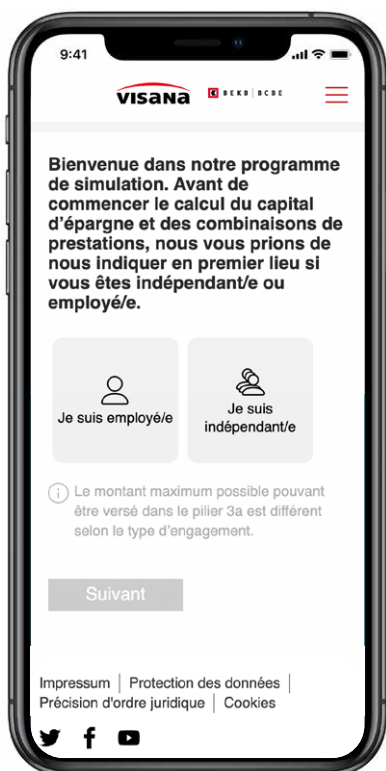 9:41
visana BEKB | BCBE
Bienvenue dans notre programme
de simulation. Avant de
commencer le calcul du capital
d'épargne et des combinaisons de
prestations, nous vous prions de
nous indiquer en premier lieu si
vous êtes indépendant/e ou
employé/e.
Je suis employé/e
Je suis
indépendant/e
Le montant maximum possible pouvant
être versé dans le pilier 3a est différent
selon le type d'engagement.
Suivant
Impressum | Protection des données |
Précision d'ordre juridique | Cookies